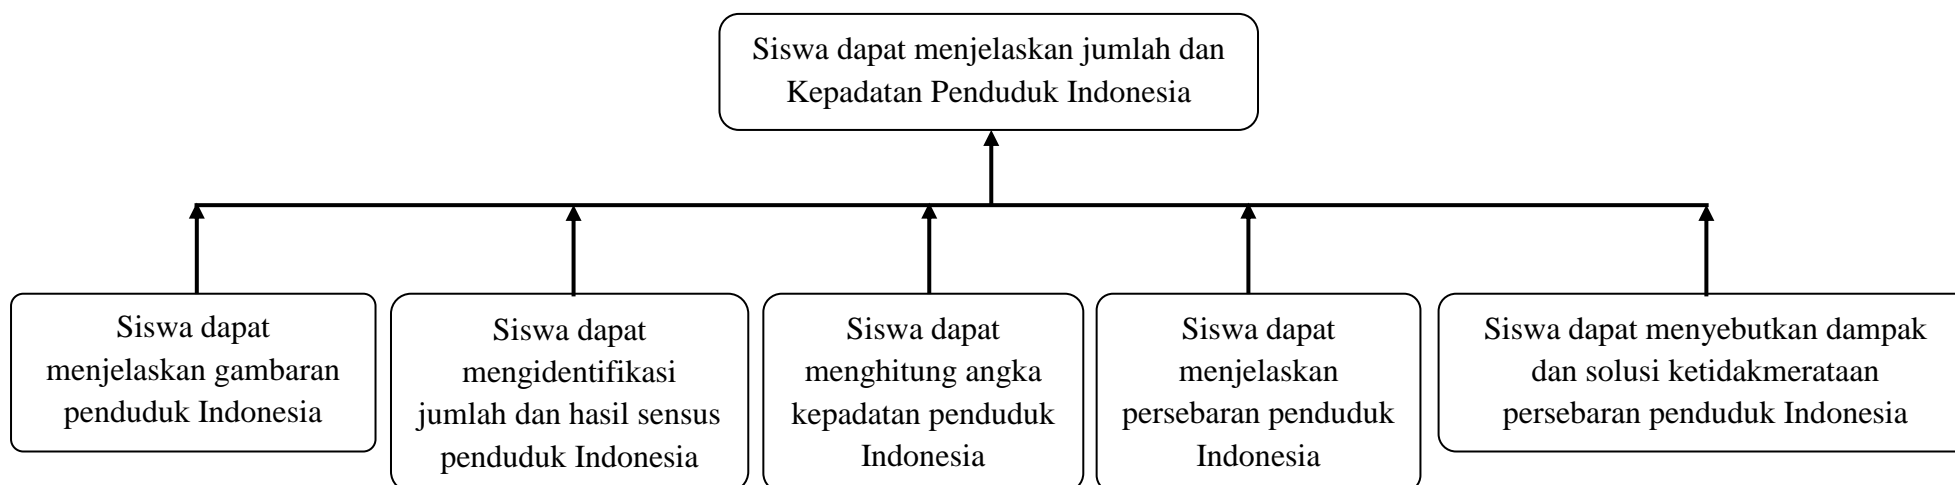 Siswa dapat menjelaskan jumlah dan
Kepadatan Penduduk Indonesia
Siswa dapat
menjelaskan gambaran
penduduk Indonesia
Siswa dapat
mengidentifikasi
jumlah dan hasil sensus
penduduk Indonesia
Siswa dapat
menghitung angka
kepadatan penduduk
Indonesia
Siswa dapat
menjelaskan
persebaran penduduk
Indonesia
Siswa dapat menyebutkan dampak
dan solusi ketidakmerataan
persebaran penduduk Indonesia